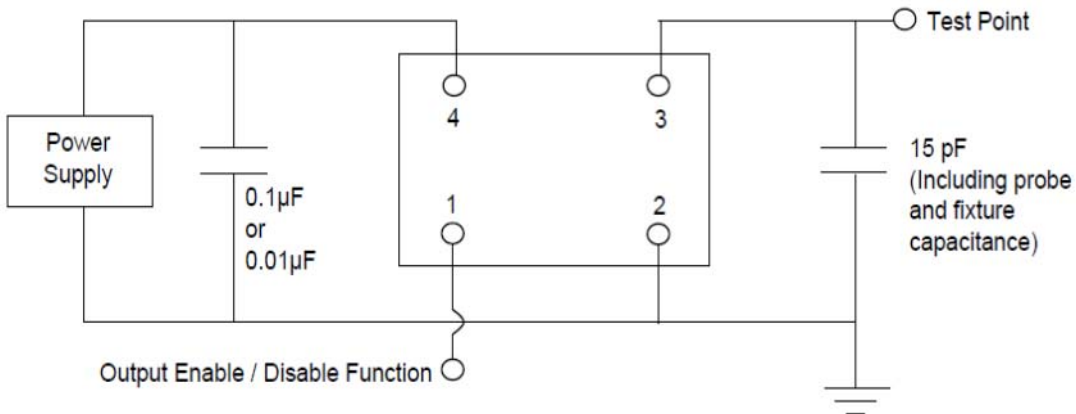 Test Point
4
3
Power
Supply
15 pF
(Including probe
and fixture
capacitance)
0.1µF
or
0.01µF
1
2
Output Enable / Disable Function